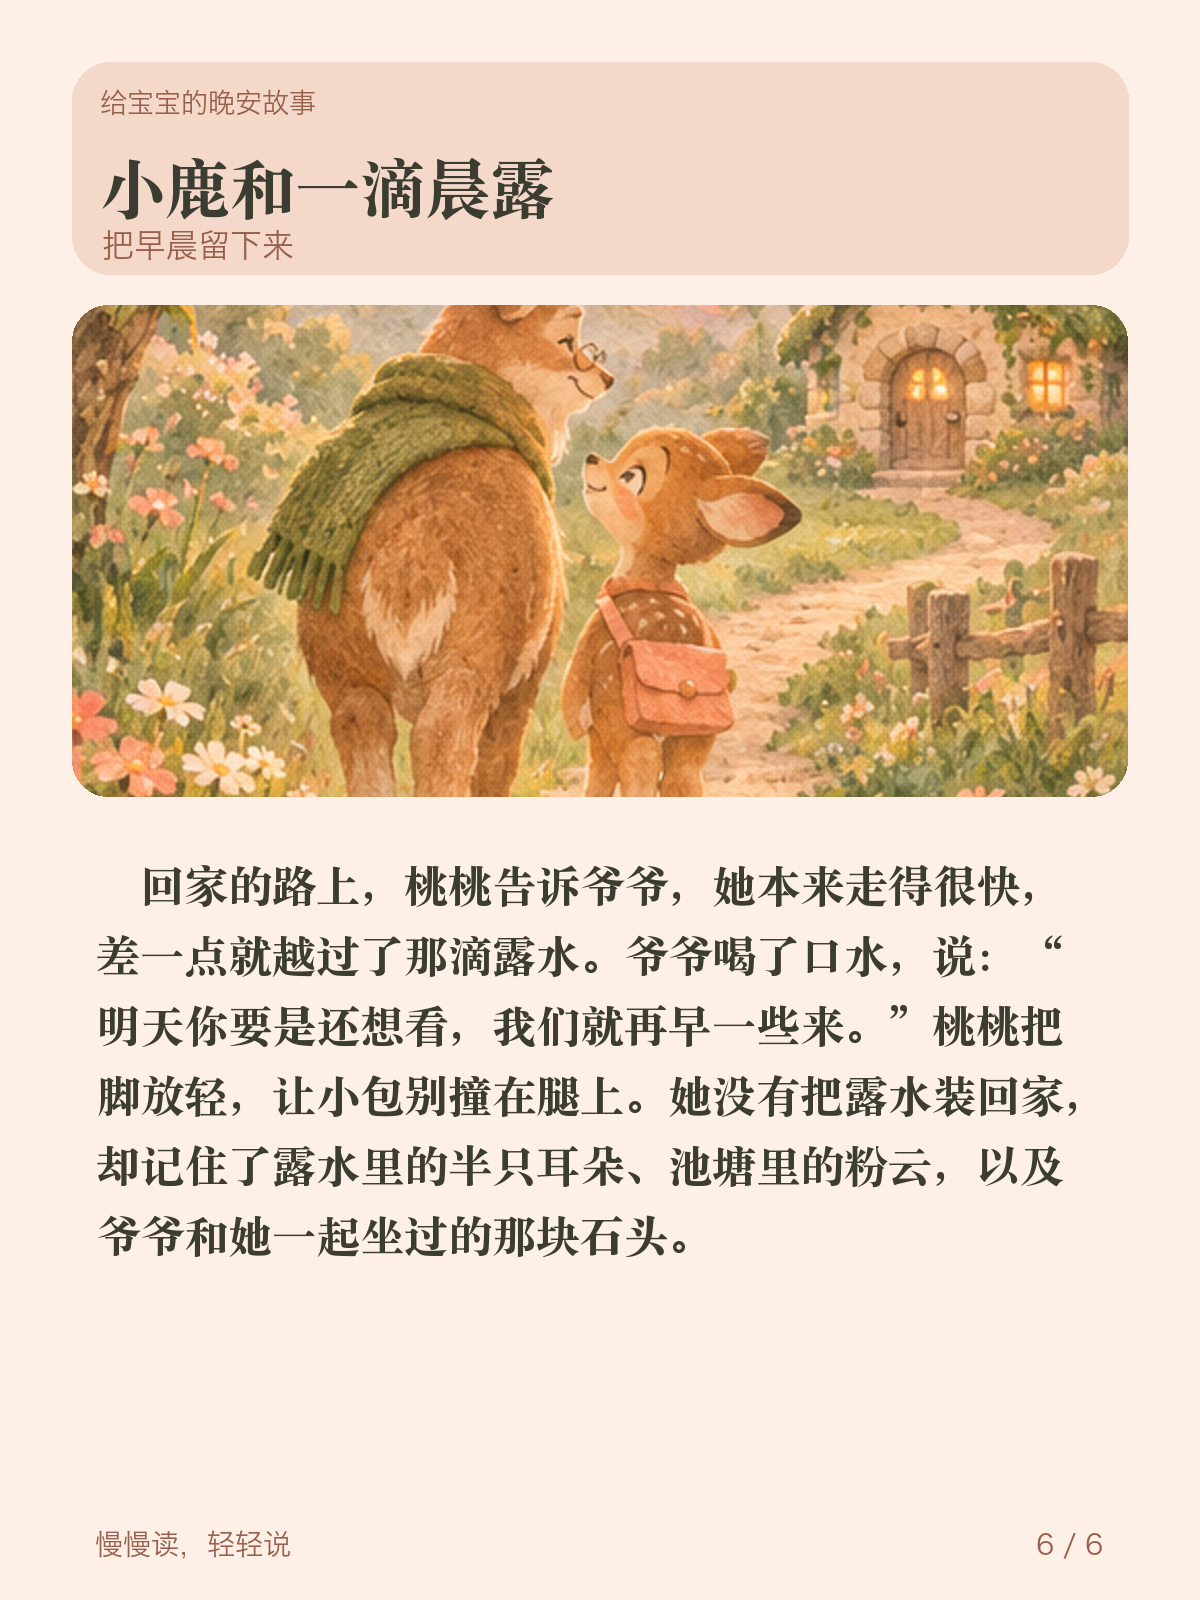 给宝宝的晚安故事
小鹿和一滴晨露
把早晨留下来
回家的路上，桃桃告诉爷爷，她本来走得很快，
差一点就越过了那滴露水。爷爷喝了口水，说：“
明天你要是还想看，我们就再早一些来。”桃桃把
脚放轻，让小包别撞在腿上。她没有把露水装回家，
却记住了露水里的半只耳朵、池塘里的粉云，以及
爷爷和她一起坐过的那块石头。
慢慢读，轻轻说
6 / 6